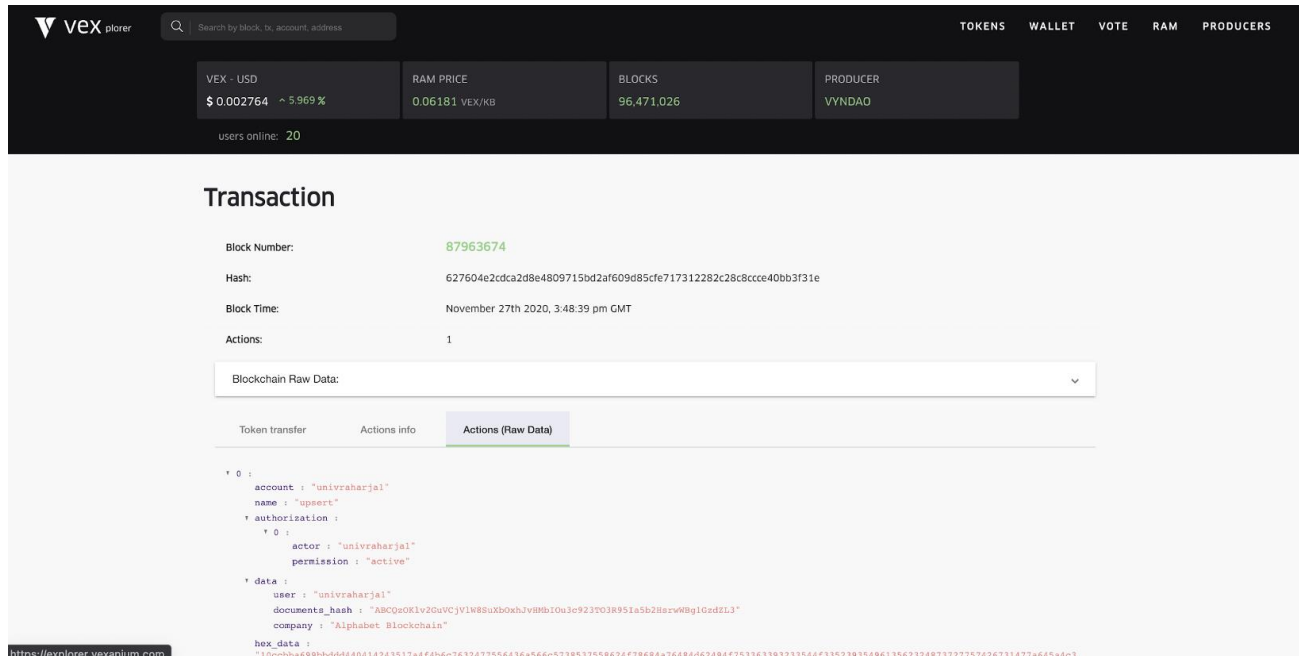 vex plorer Search by block, tx, account, address TOKENS WALLET VOTE RAM PRODUCERS
VEX - USD RAM PRICE BLOCKS PRODUCER
$ 0.002764 ^ 5.969 % 0.06181 VEX/KB 96,471,026 VYNDAO
users online: 20
Transaction
Block Number: 87963674
Hash: 627604e2cdca2d8e4809715bd2af609d85cfe717312282c28c8ccce40bb3f31e
Block Time: November 27th 2020, 3:48:39 pm GMT
Actions: 1
Blockchain Raw Data:
Token transfer Actions info Actions (Raw Data)
0 :
account : "univraharja1"
name : "upsert"
authorization :
0 :
actor : "univraharja1"
permission : "active"
data :
user : "univraharja1"
documents_hash :
company : "Alphabet Blockchain"
hex_data :
https://explorer.vexanium.com